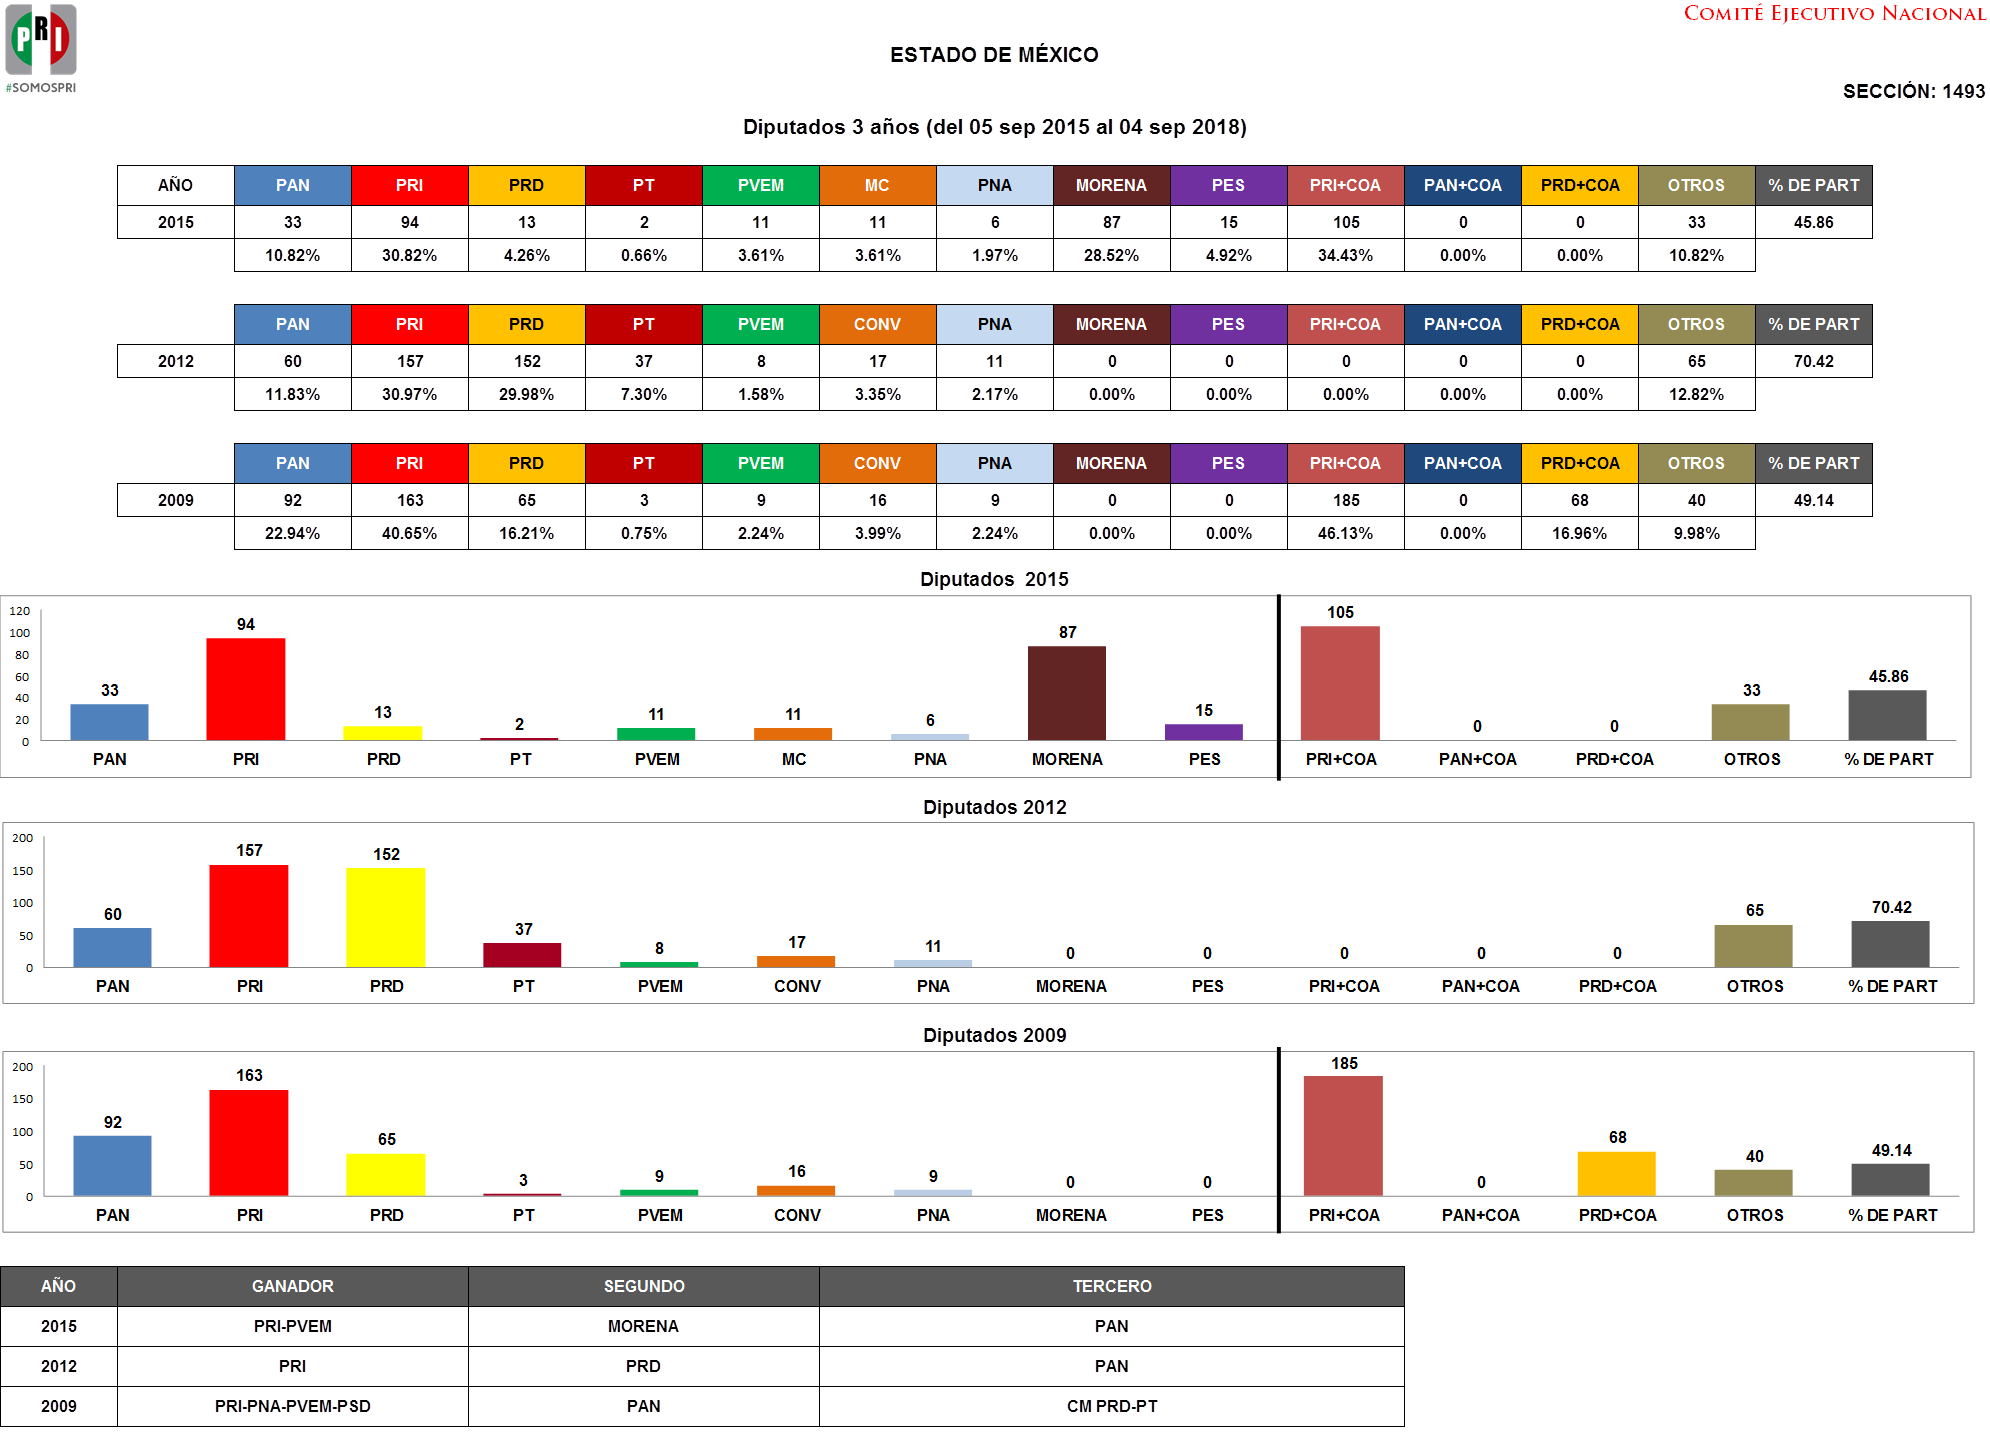 PRI
#SOMOSPRI
COMITÉ EJECUTIVO NACIONAL
ESTADO DE MÉXICO
SECCIÓN: 1493
Diputados 3 años (del 05 sep 2015 al 04 sep 2018)
AÑO PAN PRI PRD PT PVEM MC PNA MORENA PES PRI+COA PAN+COA PRD+COA OTROS % DE PART
2015 33 94 13 2 11 11 6 87 15 105 0 0 33 45.86
10.82% 30.82% 4.26% 0.66% 3.61% 3.61% 1.97% 28.52% 4.92% 34.43% 0.00% 0.00% 10.82%
PAN PRI PRD PT PVEM CONV PNA MORENA PES PRI+COA PAN+COA PRD+COA OTROS % DE PART
2012 60 157 152 37 8 17 11 0 0 0 0 0 65 70.42
11.83% 30.97% 29.98% 7.30% 1.58% 3.35% 2.17% 0.00% 0.00% 0.00% 0.00% 0.00% 12.82%
PAN PRI PRD PT PVEM CONV PNA MORENA PES PRI+COA PAN+COA PRD+COA OTROS % DE PART
2009 92 163 65 3 9 16 9 0 0 185 0 68 40 49.14
22.94% 40.65% 16.21% 0.75% 2.24% 3.99% 2.24% 0.00% 0.00% 46.13% 0.00% 16.96% 9.98%
Diputados 2015
120
100
80
60
40
20
0
33 94 13 2 11 11 6 87 15 105 0 0 33 45.86
PAN PRI PRD PT PVEM MC PNA MORENA PES PRI+COA PAN+COA PRD+COA OTROS % DE PART
Diputados 2012
200
150
100
50
0
60 157 152 37 8 17 11 0 0 0 0 0 65 70.42
PAN PRI PRD PT PVEM CONV PNA MORENA PES PRI+COA PAN+COA PRD+COA OTROS % DE PART
Diputados 2009
200
150
100
50
0
92 163 65 3 9 16 9 0 0 185 0 68 40 49.14
PAN PRI PRD PT PVEM CONV PNA MORENA PES PRI+COA PAN+COA PRD+COA OTROS % DE PART
AÑO GANADOR SEGUNDO TERCERO
2015 PRI-PVEM MORENA PAN
2012 PRI PRD PAN
2009 PRI-PNA-PVEM-PSD PAN CM PRD-PT